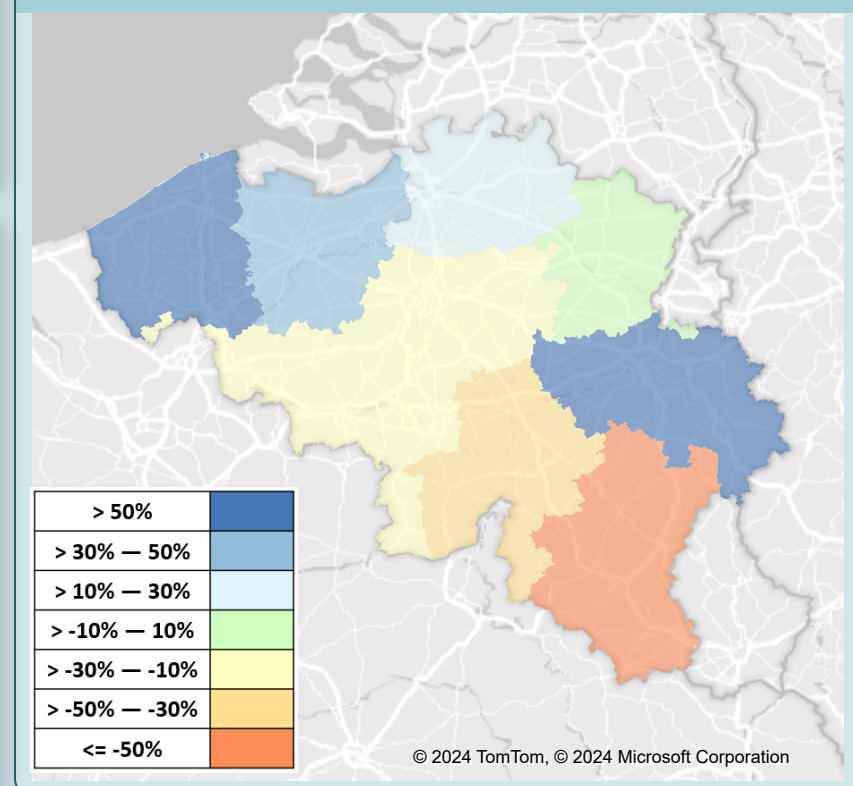 > 50%
> 30% — 50%
> 10% — 30%
> -10% — 10%
> -30% — -10%
> -50% — -30%
<= -50%
© 2024 TomTom, © 2024 Microsoft Corporation